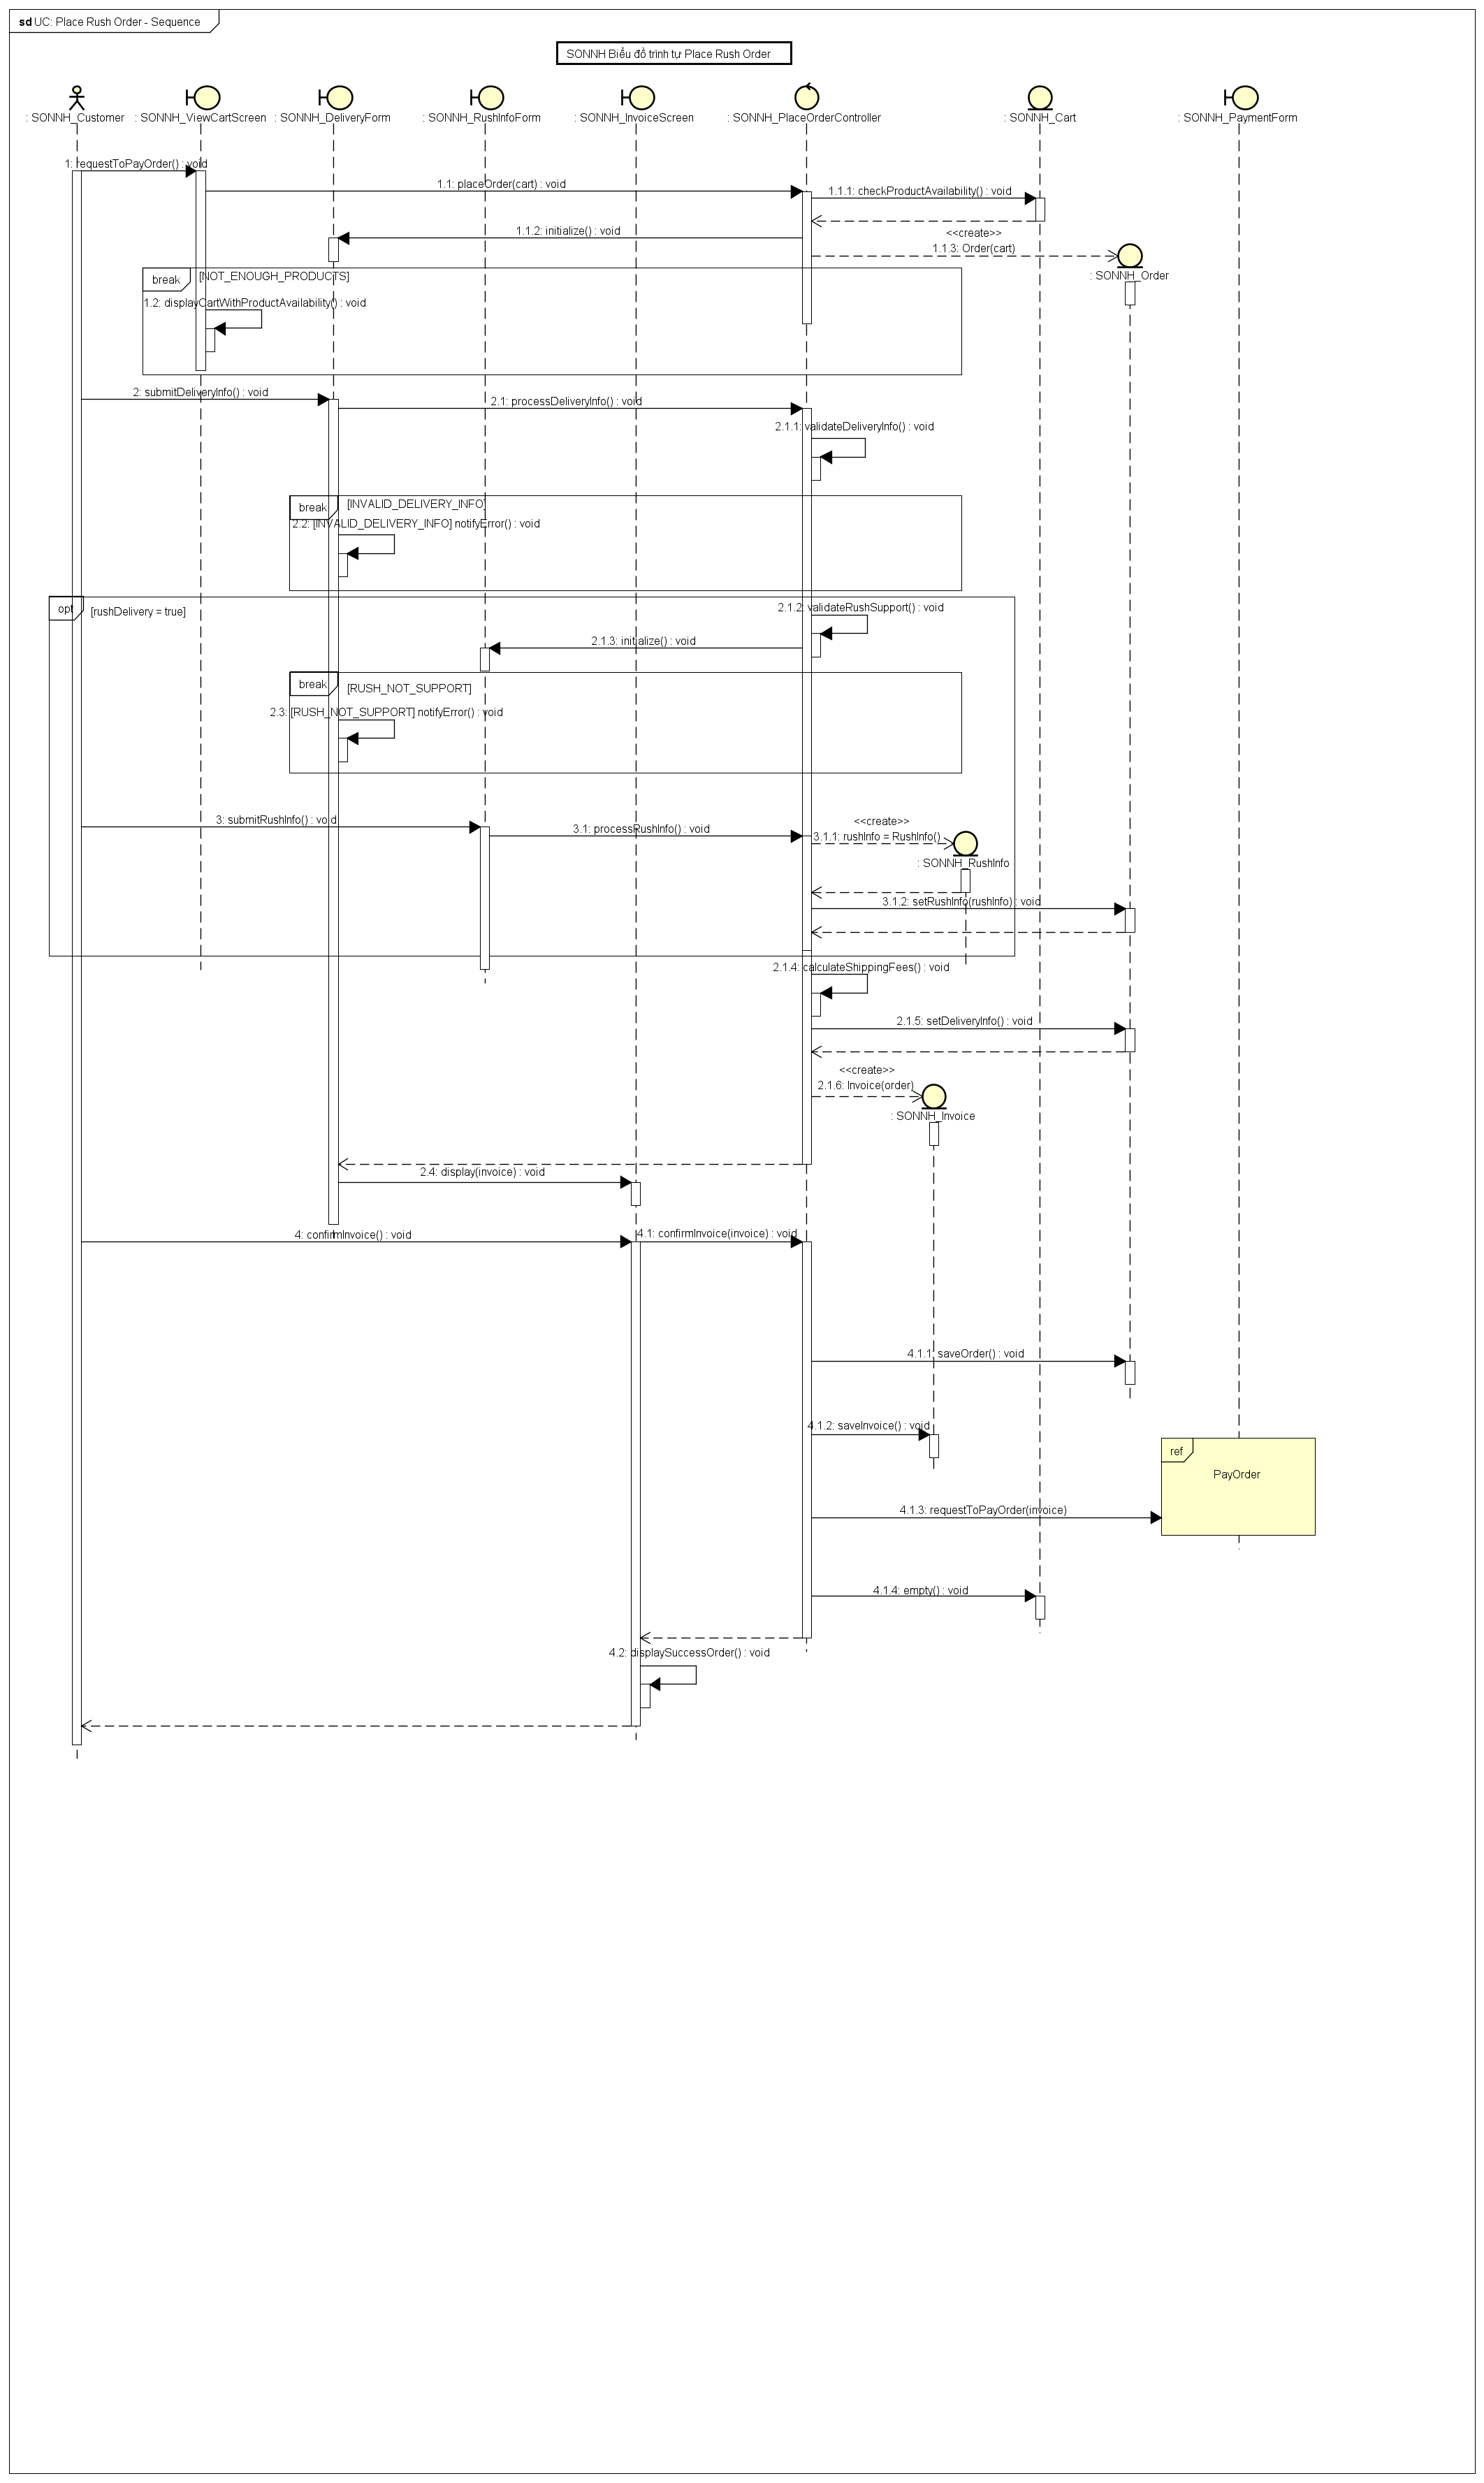 sd UC: Place Rush Order - Sequence
SONNH Biểu đồ trình tự Place Rush Order
: SONNH_Customer
: SONNH_ViewCartScreen
: SONNH_DeliveryForm
: SONNH_RushInfoForm
: SONNH_InvoiceScreen
: SONNH_PlaceOrderController
: SONNH_Cart
: SONNH_PaymentForm
1: requestToPayOrder() : void
1.1: placeOrder(cart) : void
1.1.1: checkProductAvailability() : void
1.1.2: initialize() : void
<<create>>
1.1.3: Order(cart)
: SONNH_Order
break
[NOT_ENOUGH_PRODUCTS]
1.2: displayCartWithProductAvailability() : void
2: submitDeliveryInfo() : void
2.1: processDeliveryInfo() : void
2.1.1: validateDeliveryInfo() : void
break
[INVALID_DELIVERY_INFO]
2.2: [INVALID_DELIVERY_INFO] notifyError() : void
opt
[rushDelivery = true]
2.1.2: validateRushSupport() : void
2.1.3: initialize() : void
break
[RUSH_NOT_SUPPORT]
2.3: [RUSH_NOT_SUPPORT] notifyError() : void
3: submitRushInfo() : void
3.1: processRushInfo() : void
<<create>>
3.1.1: rushInfo = RushInfo()
: SONNH_RushInfo
3.1.2: setRushInfo(rushInfo) : void
2.1.4: calculateShippingFees() : void
2.1.5: setDeliveryInfo() : void
<<create>>
2.1.6: Invoice(order)
: SONNH_Invoice
2.4: display(invoice) : void
4: confirmInvoice() : void
4.1: confirmInvoice(invoice) : void
4.1.1: saveOrder() : void
4.1.2: saveInvoice() : void
ref
PayOrder
4.1.3: requestToPayOrder(invoice)
4.1.4: empty() : void
4.2: displaySuccessOrder() : void